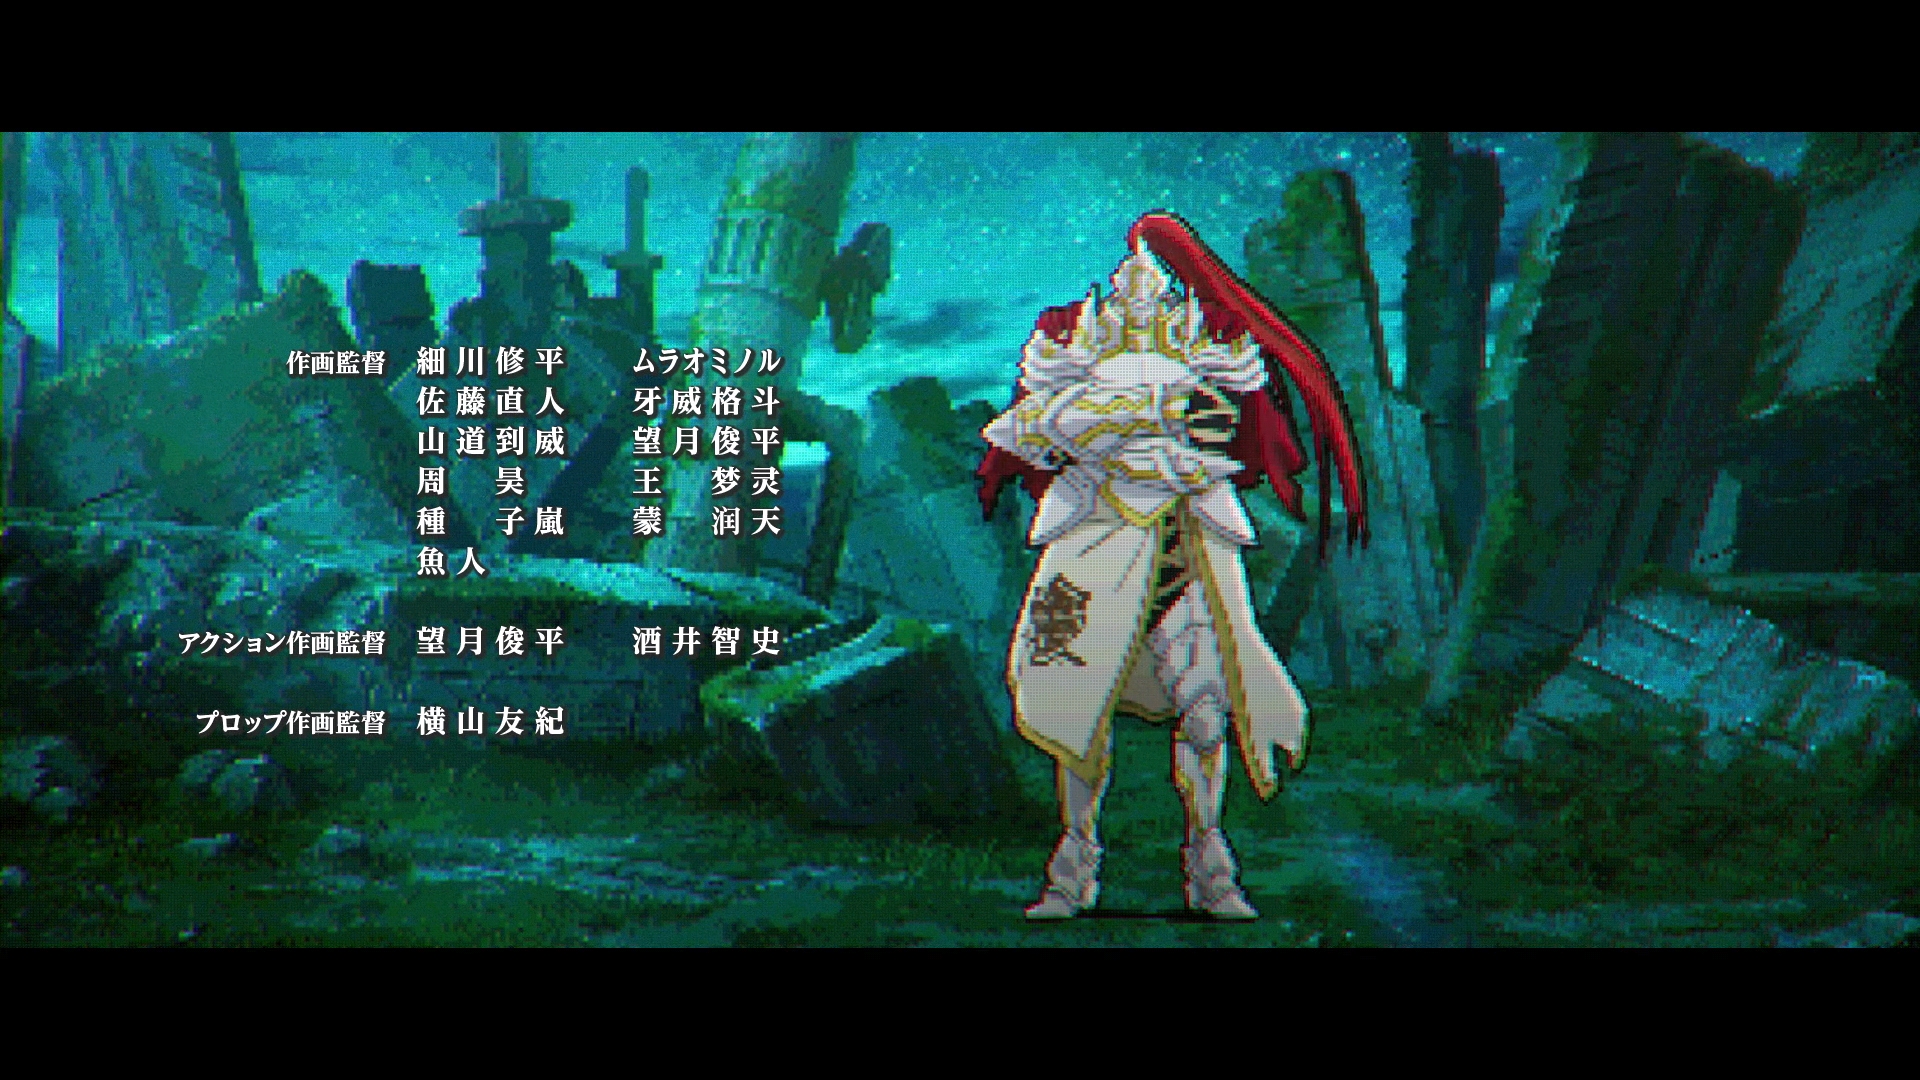 作画監督 細川修平 ムラオミノル
佐藤直人 牙威格斗
山道到威 望月俊平
周 昊 王 梦灵
種 子嵐 蒙 润天
魚人
アクション作画監督 望月俊平 酒井智史
プロップ作画監督 横山友紀